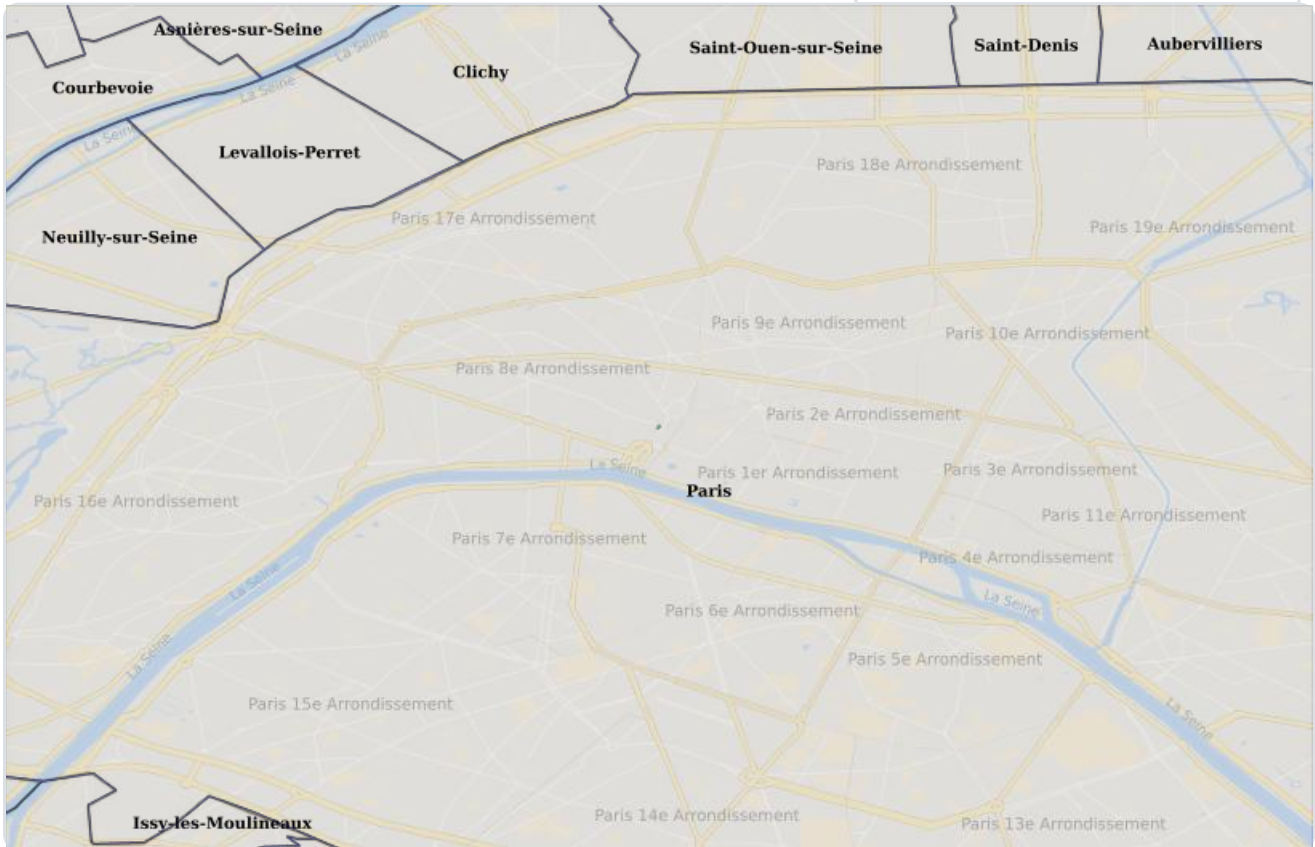 Asnières-sur-Seine
La Seine
Saint-Ouen-sur-Seine
Saint-Denis
Aubervilliers
Clichy
Courbevoie
La Seine
La Seine
Levallois-Perret
Paris 18e Arrondissement
Paris 17e Arrondissement
Paris 19e Arrondissement
Neuilly-sur-Seine
Paris 9e Arrondissement
Paris 10e Arrondissement
Paris 8e Arrondissement
Paris 2e Arrondissement
La Seine
Paris 1er Arrondissement
Paris 3e Arrondissement
Paris
Paris 16e Arrondissement
Paris 11e Arrondissement
Paris 7e Arrondissement
Paris 4e Arrondissement
La Seine
La Seine
Paris 6e Arrondissement
La Seine
Paris 5e Arrondissement
Paris 15e Arrondissement
La Seine
Paris 14e Arrondissement
Issy-les-Moulineaux
Paris 13e Arrondissement